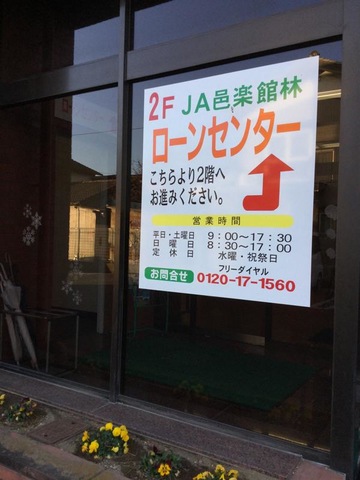 2F JA邑楽館林
ローンセンター
こちらより2階へ
お進みください。
営業時間
平日・土曜日 9:00〜17:30
日曜日 8:30〜17:00
定休日 水曜・祝祭日
フリーダイヤル
お問合せ 0120-17-1560